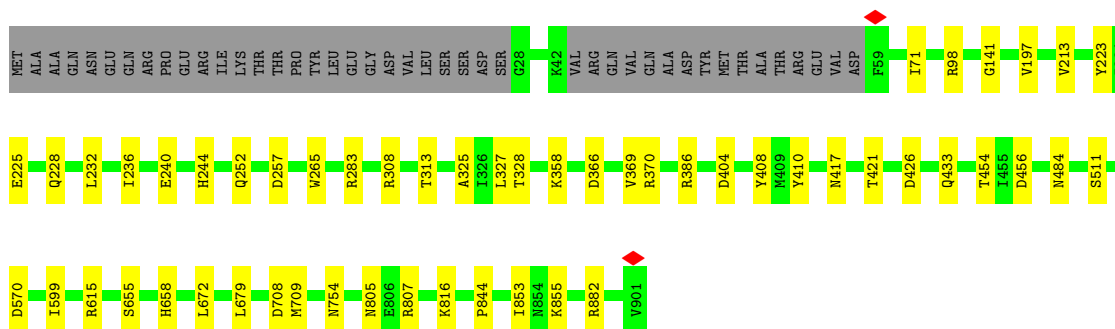 MET ALA ALA GLN ASN GLU GLN ARG PRO GLU ARG ILE LYS THR THR PRO TYR LEU GLU GLY ASP VAL LEU SER SER ASP SER G28 K42 VAL ARG GLN VAL GLN ALA ASP TYR MET THR ALA THR ARG GLU VAL ASP F59 I71 R98 G141 V197 V213 Y223
E225 Q228 L232 I236 E240 H244 Q252 D257 W265 R283 R308 T313 A325 I326 L327 T328 K358 D366 V369 R370 R386 D404 Y408 M409 Y410 N417 T421 D426 Q433 T454 I455 D456 N484 S511
D570 I599 R615 S655 H658 L672 L679 D708 M709 N754 N805 E806 R807 K816 P844 I853 N854 K855 R882 V901